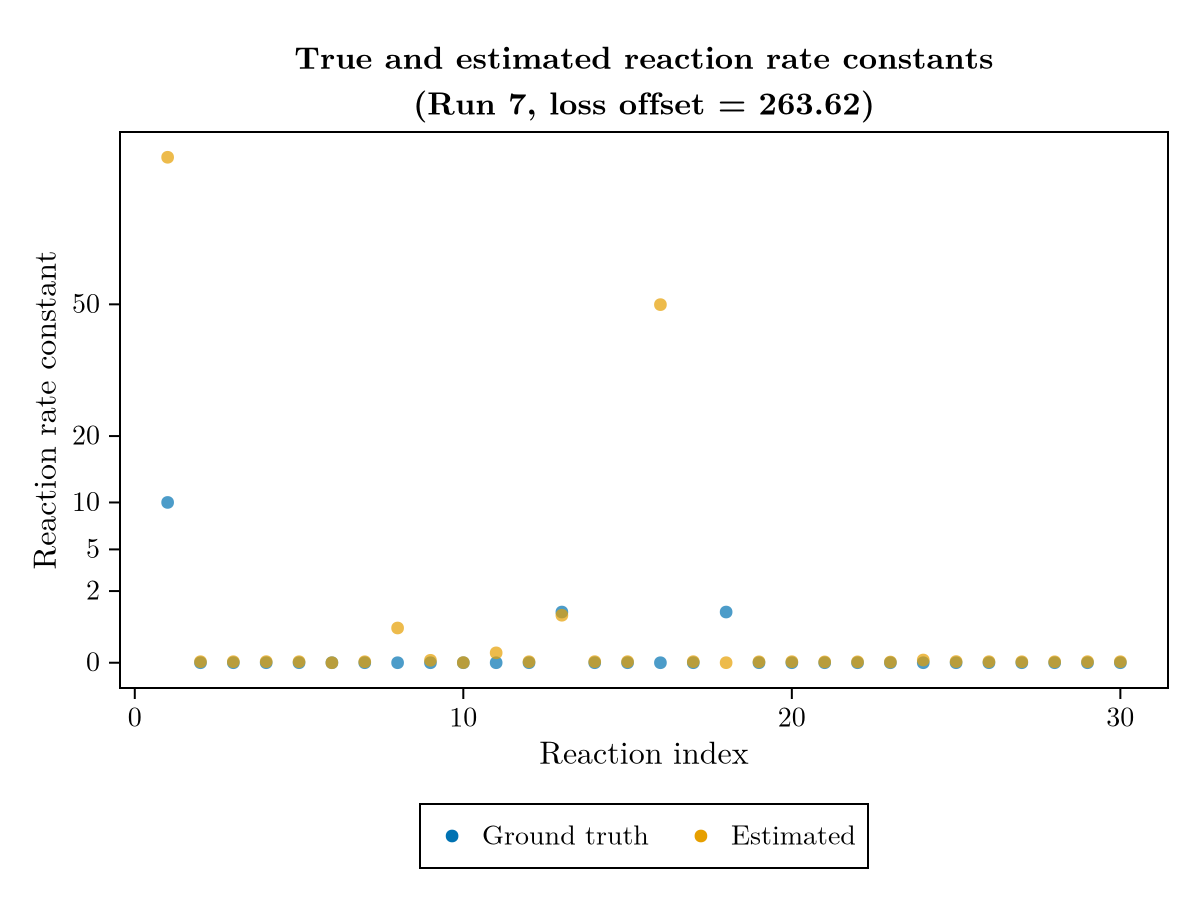 True and estimated reaction rate constants
(Run 7, loss offset = 263.62)
Reaction rate constant
50
20
10
5
2
0
0 10 20 30
Reaction index
Ground truth Estimated